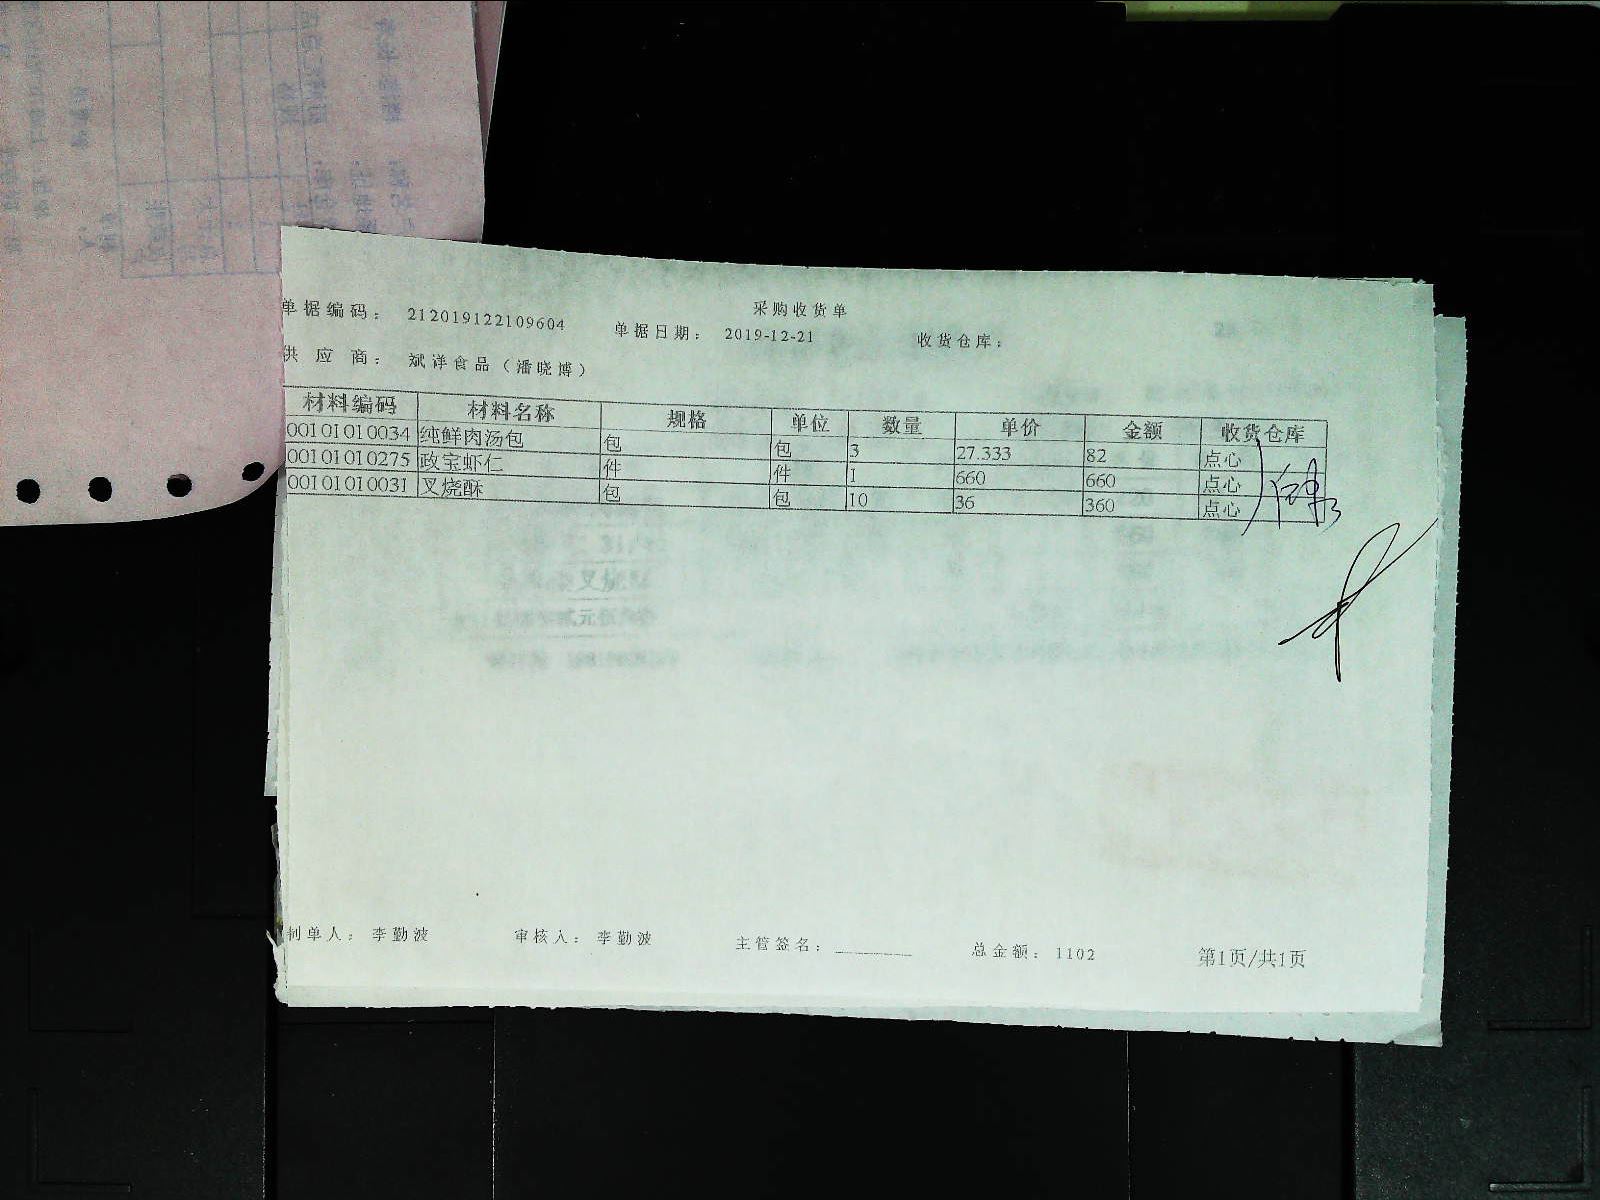 采购收货单
单据编码： 212019122109604 单据日期： 2019-12-21 收货仓库：
供 应 商： 斌洋食品（潘晓博）
材料编码 材料名称 规格 单位 数量 单价 金额 收货仓库
00101010034 纯鲜肉汤包 包 包 3 27.333 82 点心
00101010275 政宝虾仁 件 件 1 660 660 点心
00101010031 叉烧酥 包 包 10 36 360 点心
制单人： 李勤波 审核人： 李勤波 主管签名： 总金额： 1102 第1页/共1页